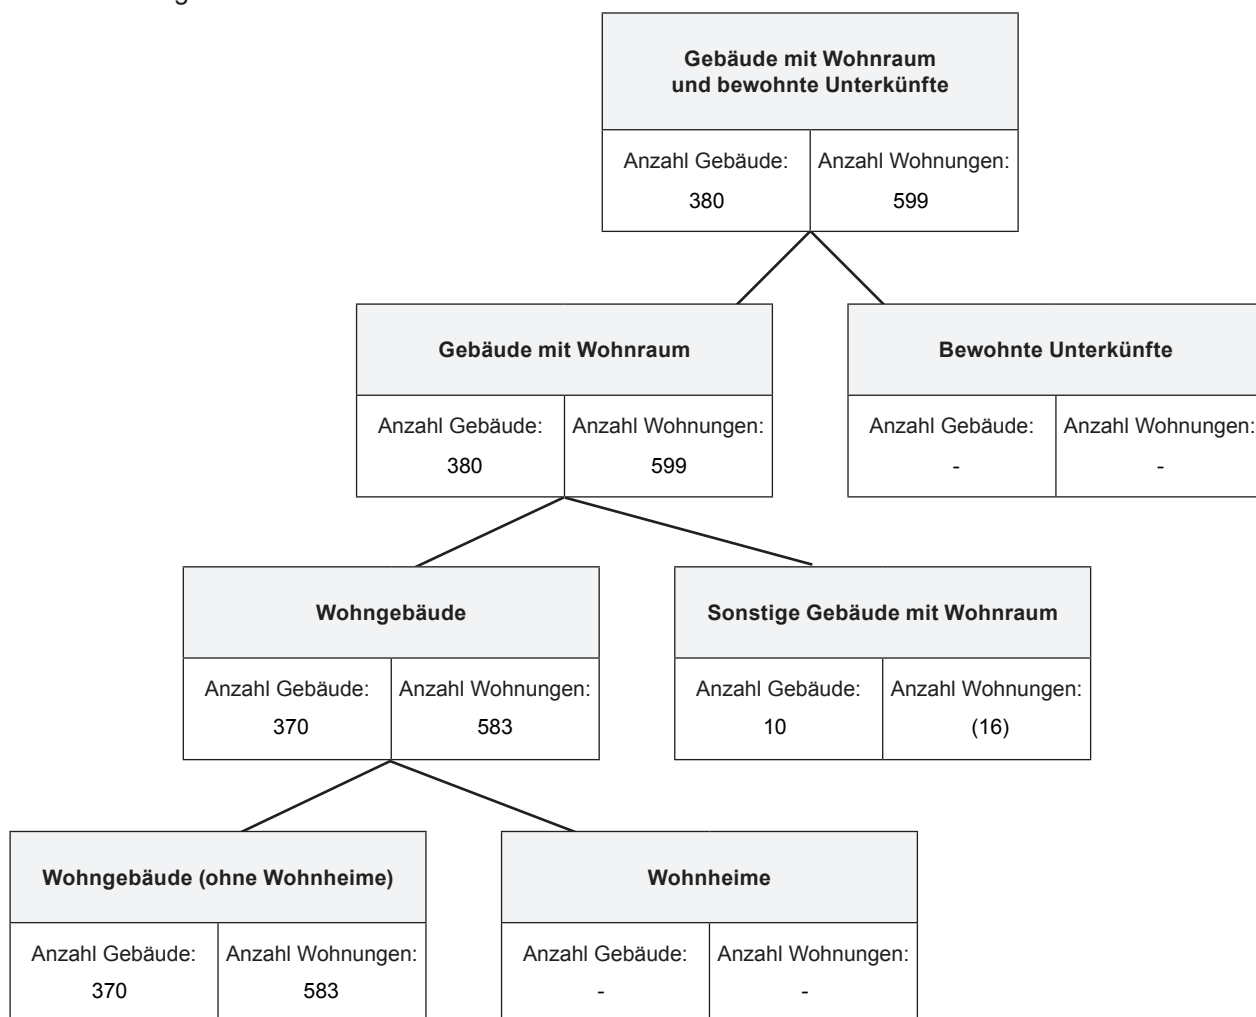 Gebäude mit Wohnraum
und bewohnte Unterkünfte
Anzahl Gebäude: Anzahl Wohnungen:
380 599
Gebäude mit Wohnraum Bewohnte Unterkünfte
Anzahl Gebäude: Anzahl Wohnungen: Anzahl Gebäude: Anzahl Wohnungen:
380 599 - -
Wohngebäude Sonstige Gebäude mit Wohnraum
Anzahl Gebäude: Anzahl Wohnungen: Anzahl Gebäude: Anzahl Wohnungen:
370 583 10 (16)
Wohngebäude (ohne Wohnheime) Wohnheime
Anzahl Gebäude: Anzahl Wohnungen: Anzahl Gebäude: Anzahl Wohnungen:
370 583 - -